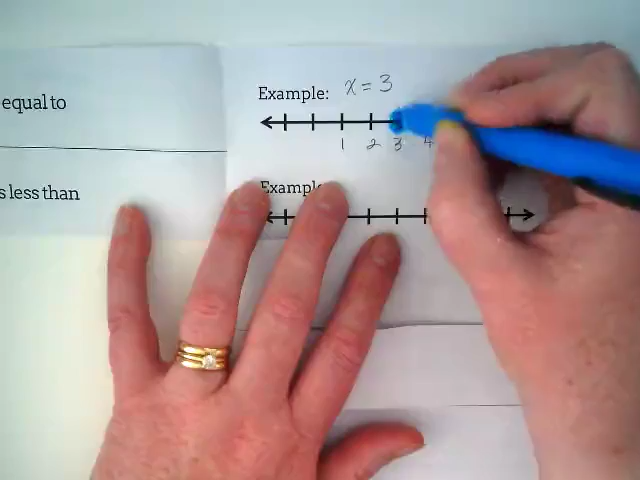 equal to
Example: x = 3
1 2 3 4
s less than
Example